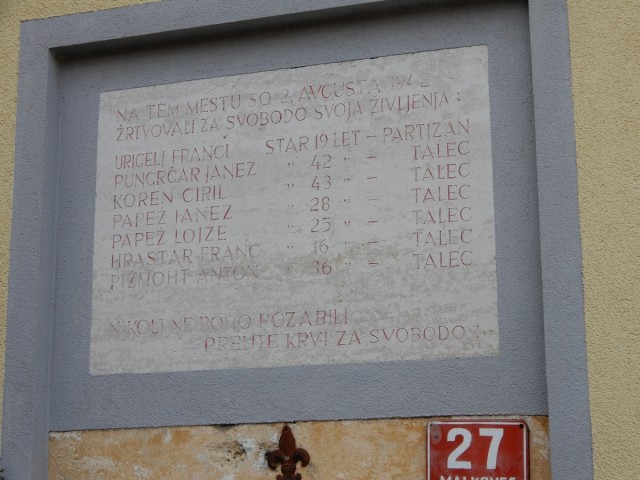 NA TEM MESTU SO 2. AVGUSTA 1942
ŽRTVOVALI ZA SVOBODO SVOJA ŽIVLJENJA:
URIGELJ FRANCI STAR 19 LET – PARTIZAN
PUNGRČAR JANEZ " 42 " – TALEC
KOREN CIRIL " 43 " – TALEC
PAPEŽ JANEZ " 28 " – TALEC
PAPEŽ LOJZE " 25 " – TALEC
HRASTAR FRANC " 16 " – TALEC
PIZMOHT ANTON " 36 " – TALEC
NIKOLI NE BOMO POZABILI
PRELITE KRVI ZA SVOBODO
27